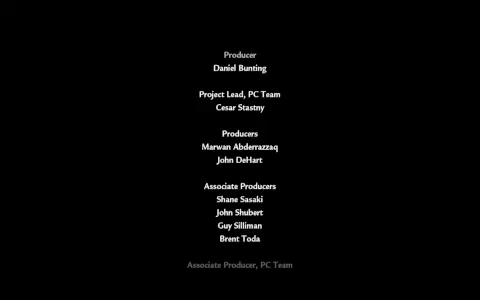 Producer
Daniel Bunting
Project Lead, PC Team
Cesar Stastny
Producers
Marwan Abderrazzaq
John DeHart
Associate Producers
Shane Sasaki
John Shubert
Guy Silliman
Brent Toda
Associate Producer, PC Team